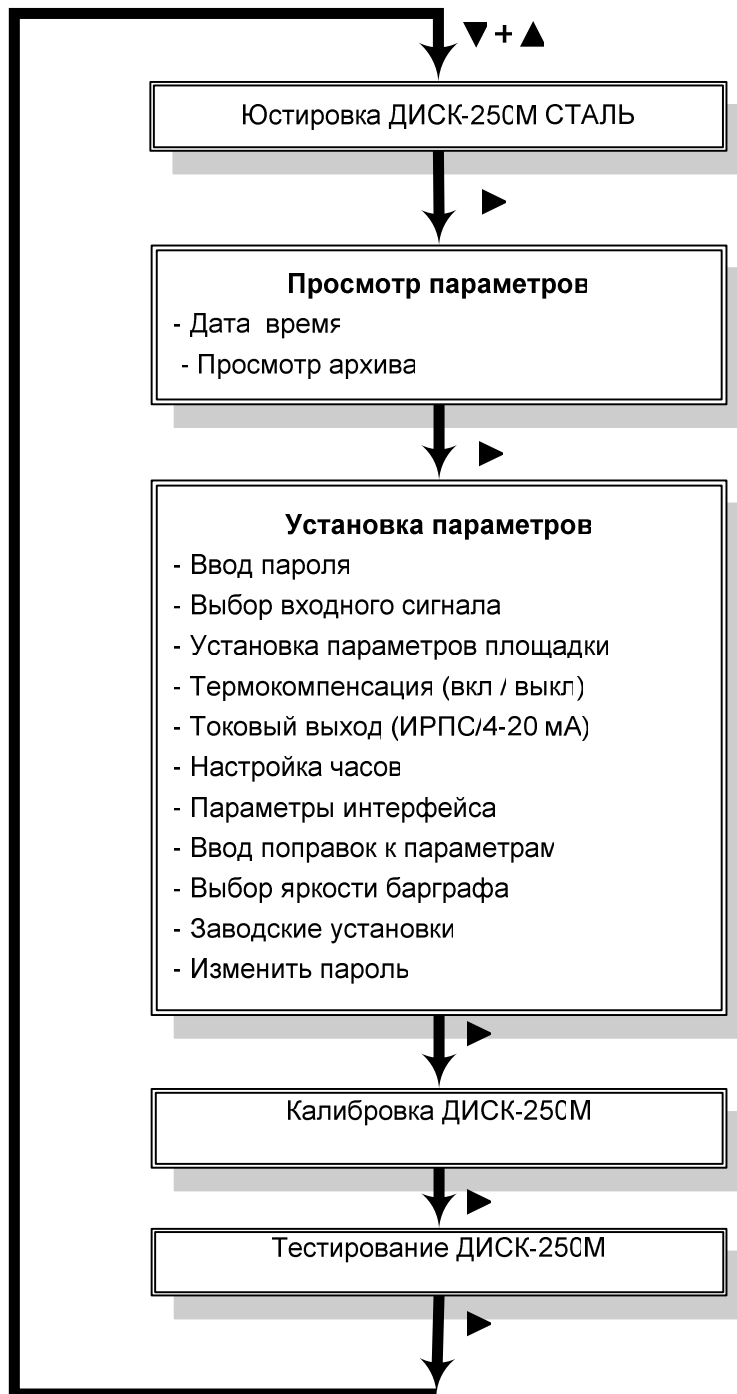 ▼+▲
Юстировка ДИСК-250М СТАЛЬ
►
Просмотр параметров
- Дата время
- Просмотр архива
►
Установка параметров
- Ввод пароля
- Выбор входного сигнала
- Установка параметров площадки
- Термокомпенсация (вкл / выкл)
- Токовый выход (ИРПС/4-20 мА)
- Настройка часов
- Параметры интерфейса
- Ввод поправок к параметрам
- Выбор яркости барграфа
- Заводские установки
- Изменить пароль
►
Калибровка ДИСК-250М
►
Тестирование ДИСК-250М
►